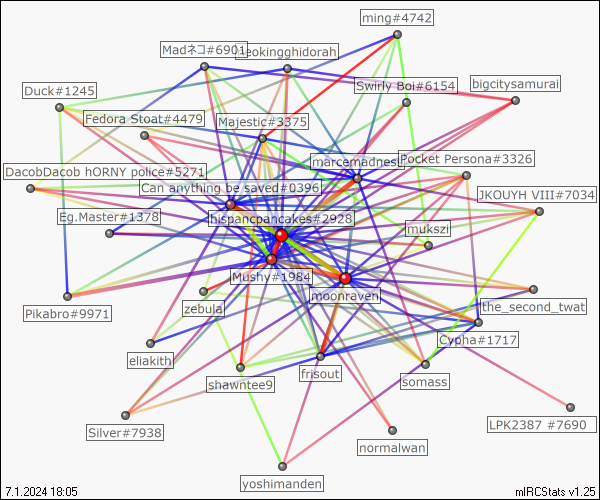 ming#4742
Madネコ#6901
eokingghidorah
Swirly Boi#6154
bigcitysamurai
Duck#1245
Fedora Stoat#4479
Majestic#3375
marcemadnes
Pocket Persona#3326
DacobDacob hORNY police#5271
Can anything be saved#0396
JKOUYH VIII#7034
Eg.Master#1378
hispancpancakes#2928
mukszi
Mushy#1984
moonraven
zebula
the_second_twat
Pikabro#9971
Cypha#1717
eliakith
frisout
shawntee9
somass
LPK2387 #7690
Silver#7938
normalwan
yoshimanden
7.1.2024 18:05
mIRCStats v1.25